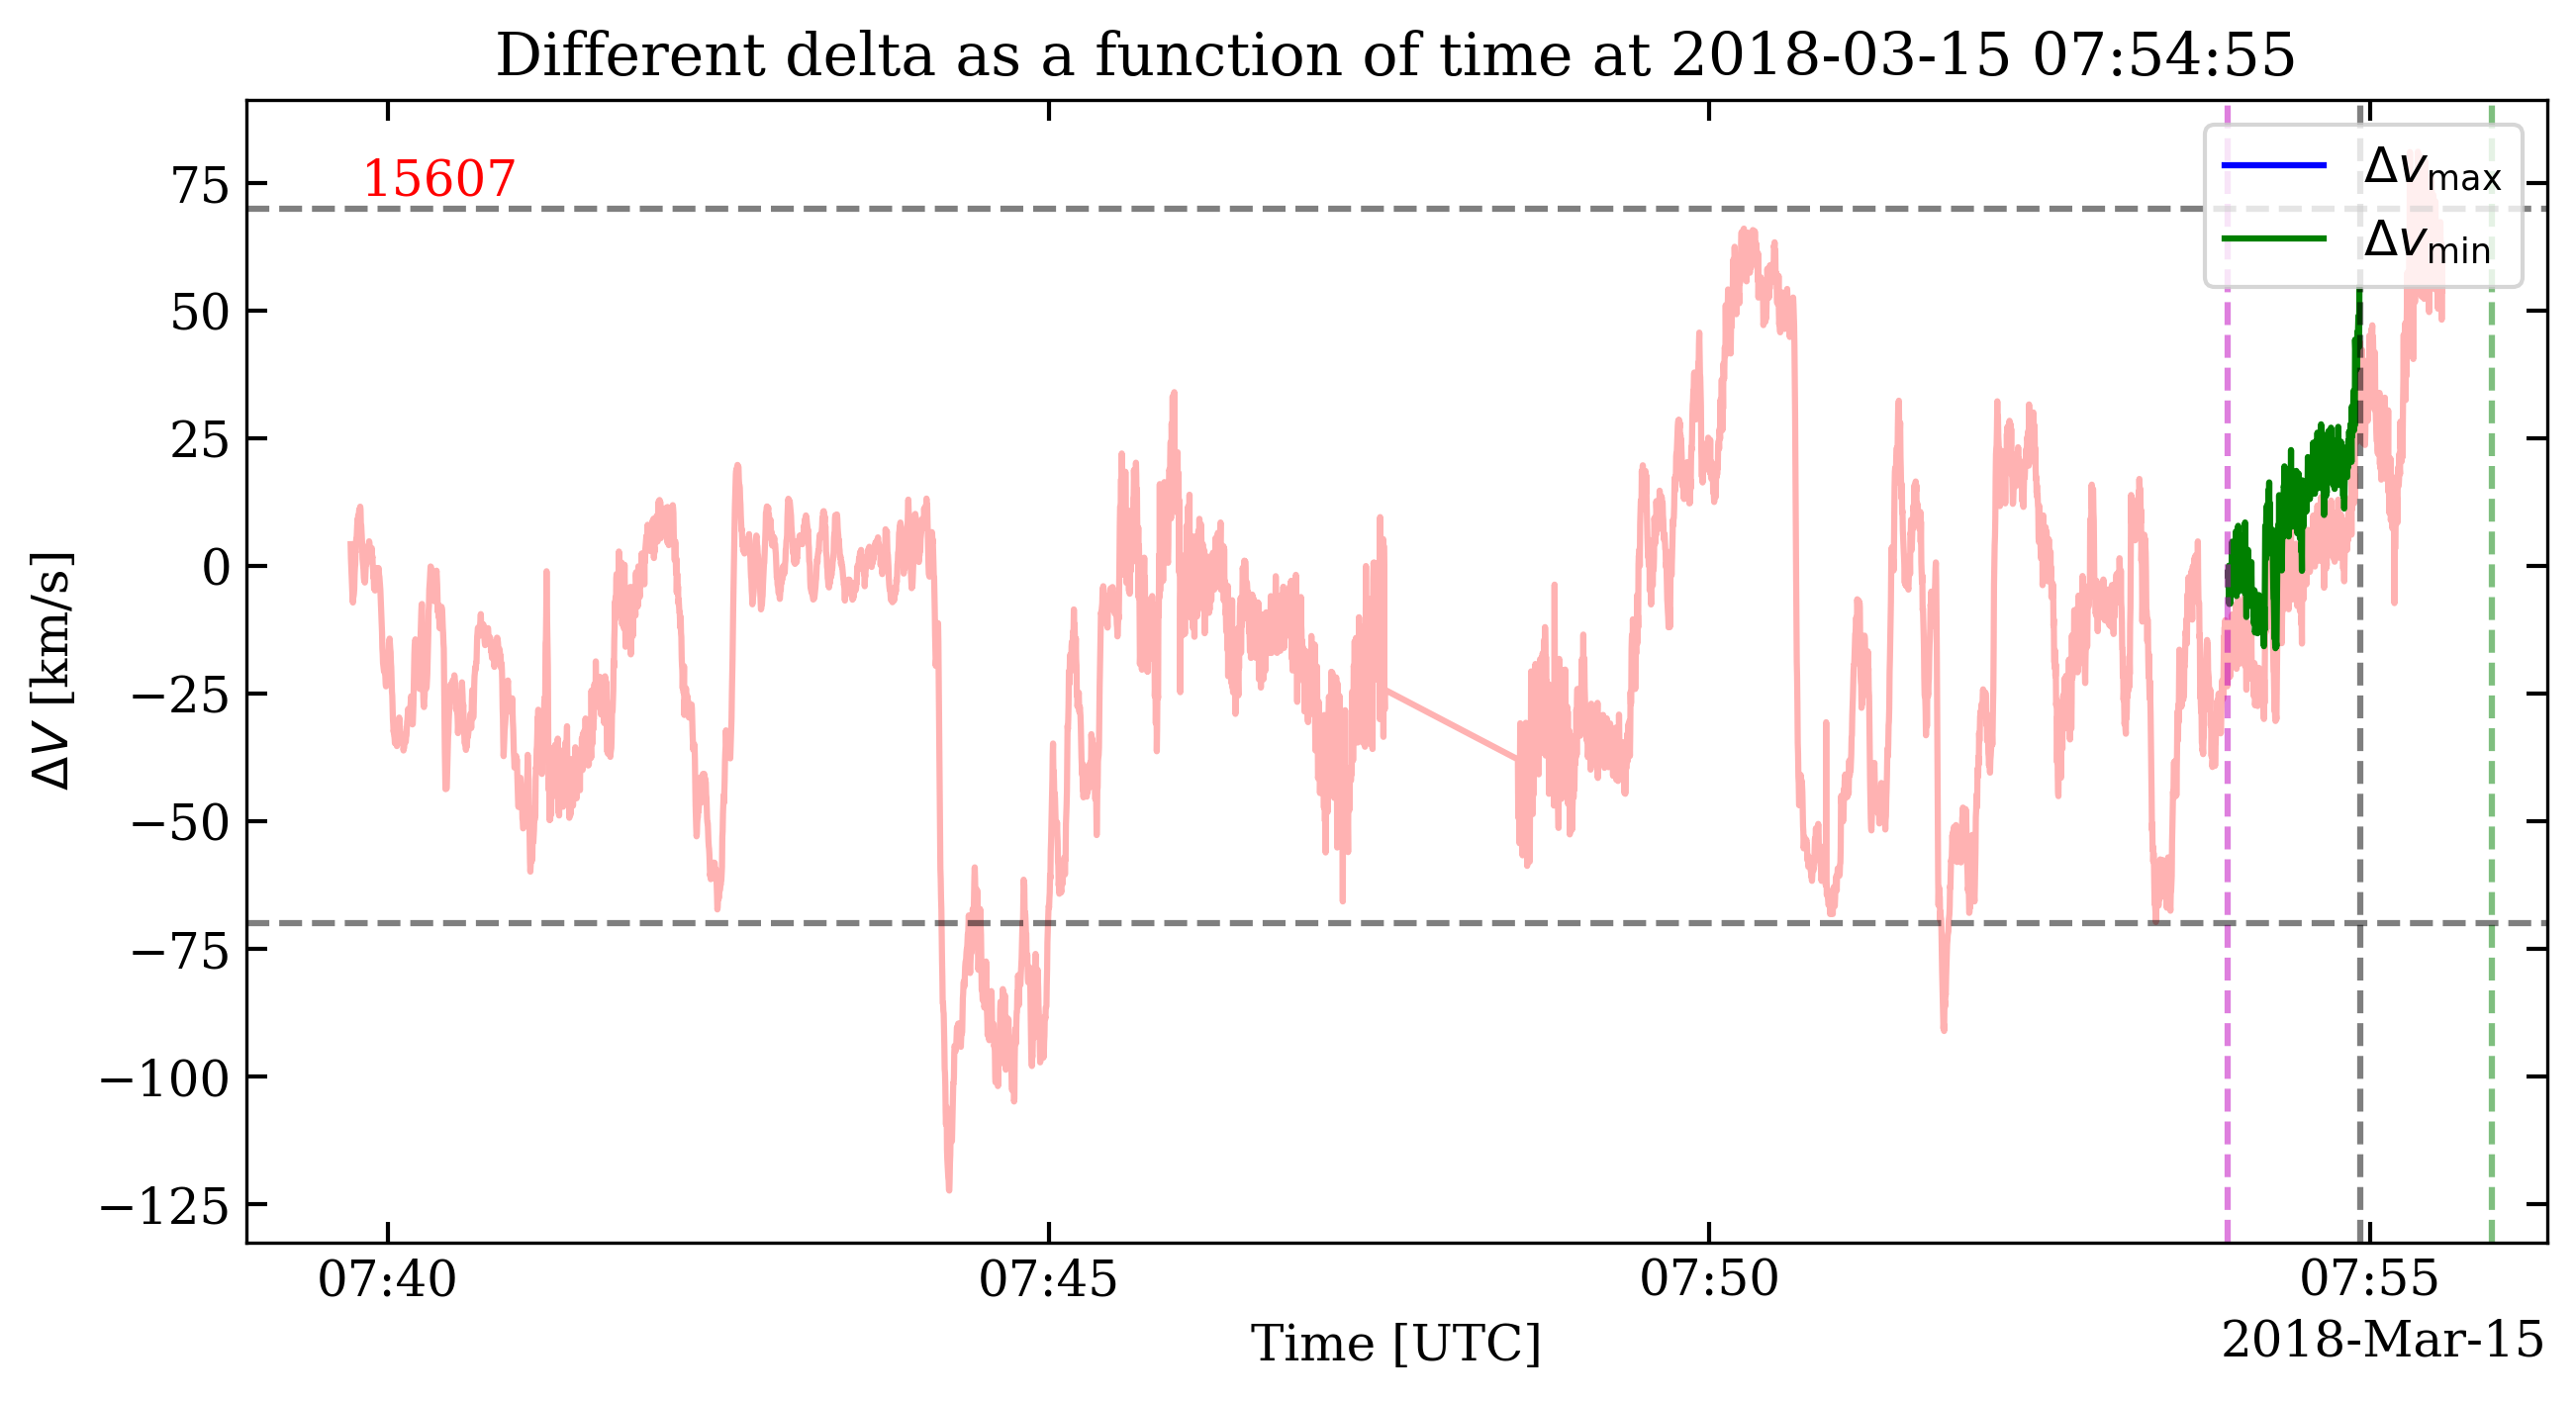 Different delta as a function of time at 2018-03-15 07:54:55
15607
Δv_max
Δv_min
75
50
25
0
−25
−50
−75
−100
−125
ΔV [km/s]
07:40 07:45 07:50 07:55
2018-Mar-15
Time [UTC]